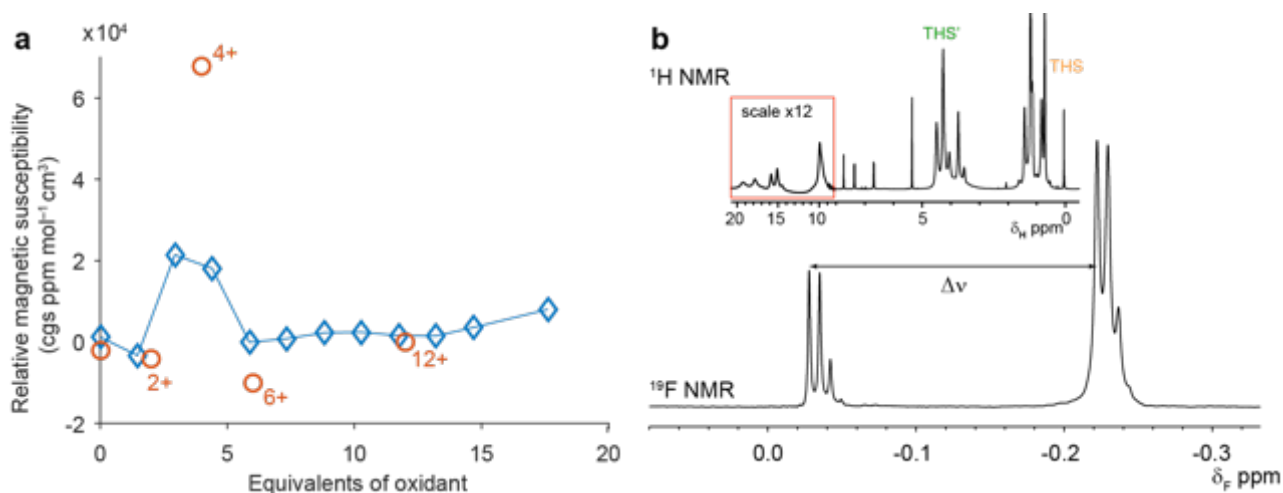 a
x10⁴
Relative magnetic susceptibility
(cgs ppm mol⁻¹ cm³)
6
4
2
0
-2
4+
2+
6+
12+
0
5
10
15
20
Equivalents of oxidant
b
¹H NMR
THS'
THS
scale x12
20
15
10
5
0
δH ppm
Δν
¹⁹F NMR
0.0
-0.1
-0.2
-0.3
δF ppm